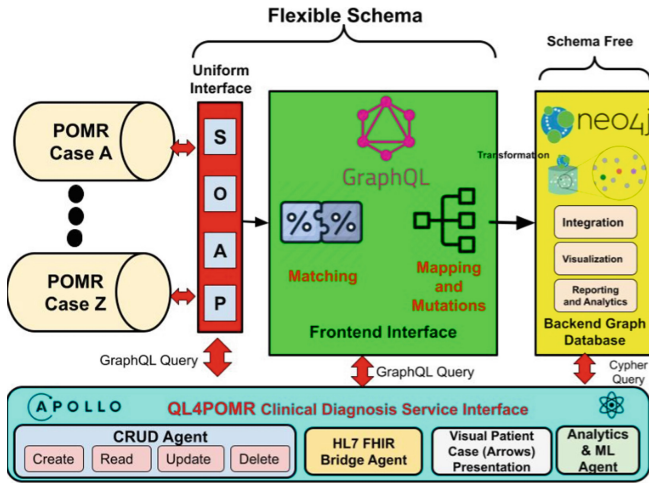 Flexible Schema
Schema Free
Uniform
Interface
POMR
Case A
POMR
Case Z
S
O
A
P
GraphQL
Matching
Mapping
and
Mutations
Frontend Interface
Transformation
neo4j
Integration
Visualization
Reporting
and Analytics
Backend Graph
Database
GraphQL Query
GraphQL Query
Cypher
Query
APOLLO
QL4POMR Clinical Diagnosis Service Interface
CRUD Agent
Create
Read
Update
Delete
HL7 FHIR
Bridge Agent
Visual Patient
Case (Arrows)
Presentation
Analytics
& ML
Agent